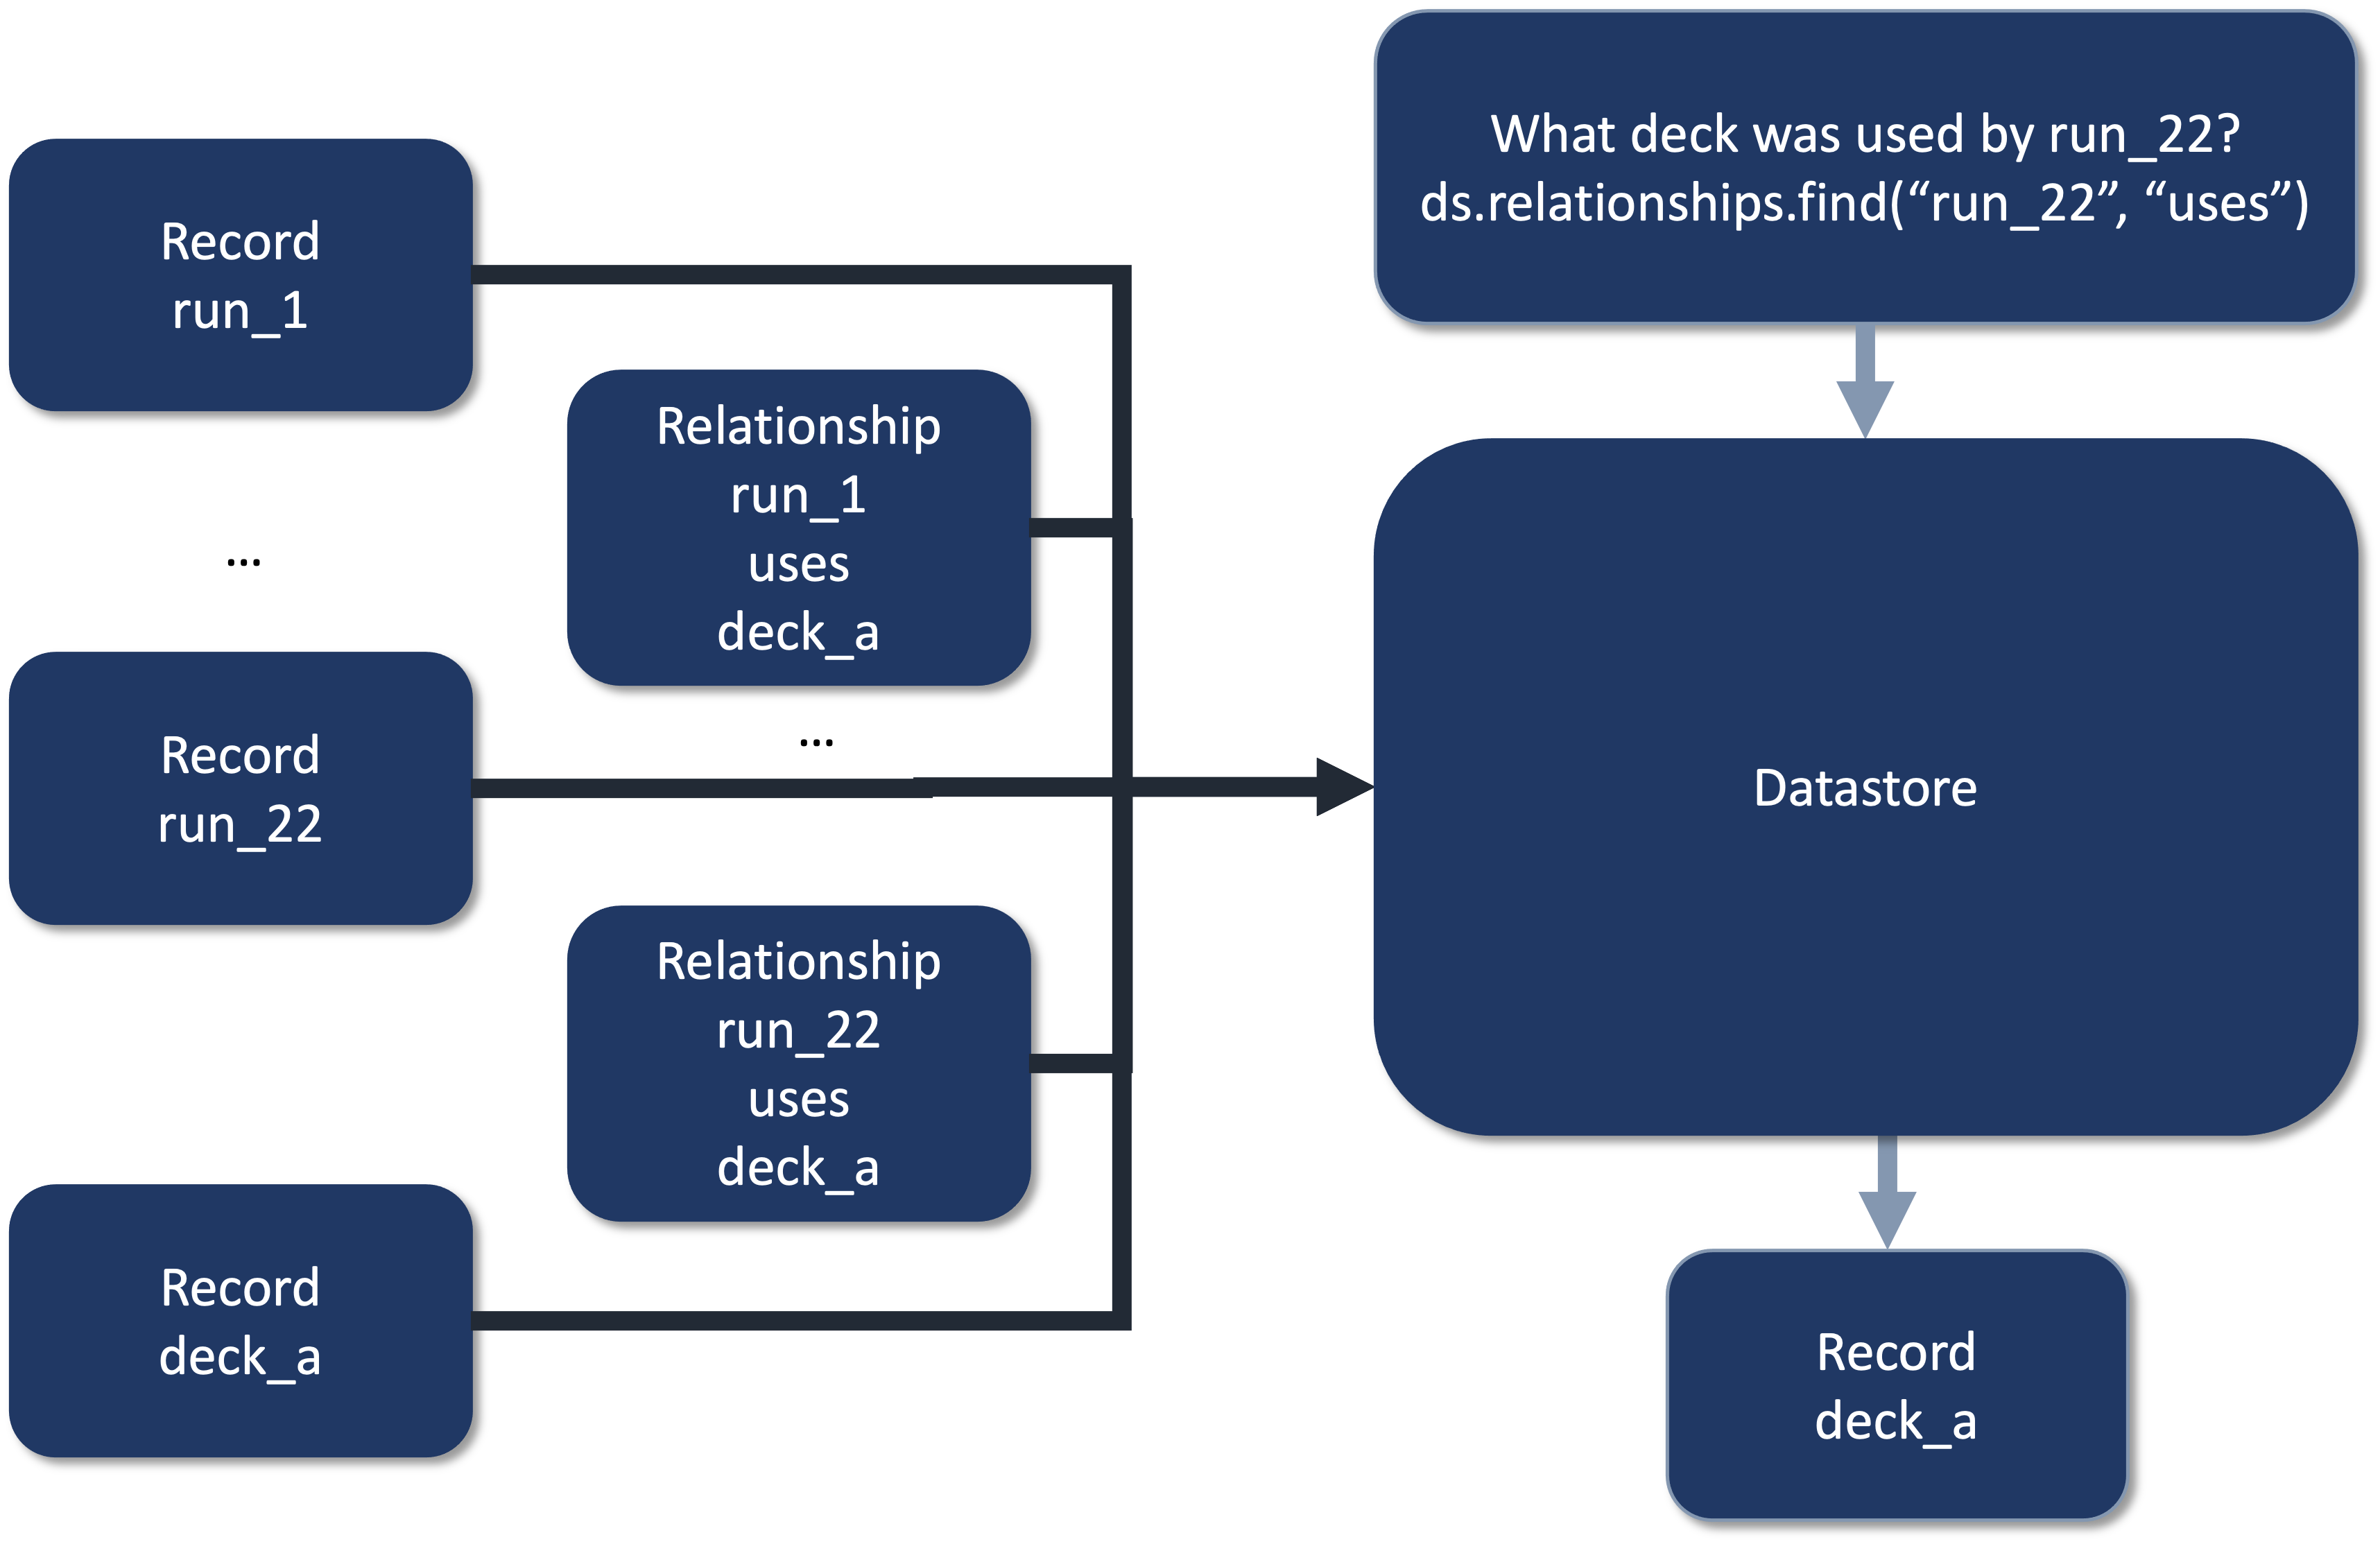 Record
run_1
...
Record
run_22
Record
deck_a
Relationship
run_1
uses
deck_a
...
Relationship
run_22
uses
deck_a
What deck was used by run_22?
ds.relationships.find(“run_22”, “uses”)
Datastore
Record
deck_a